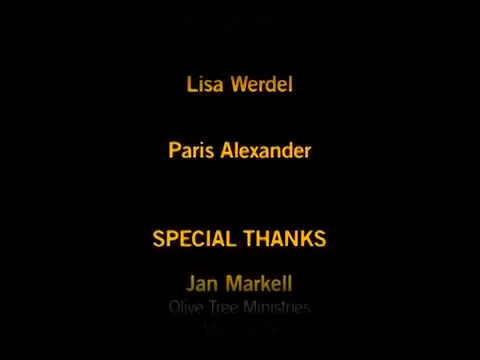 Lisa Werdel
Paris Alexander
SPECIAL THANKS
Jan Markell
Olive Tree Ministries